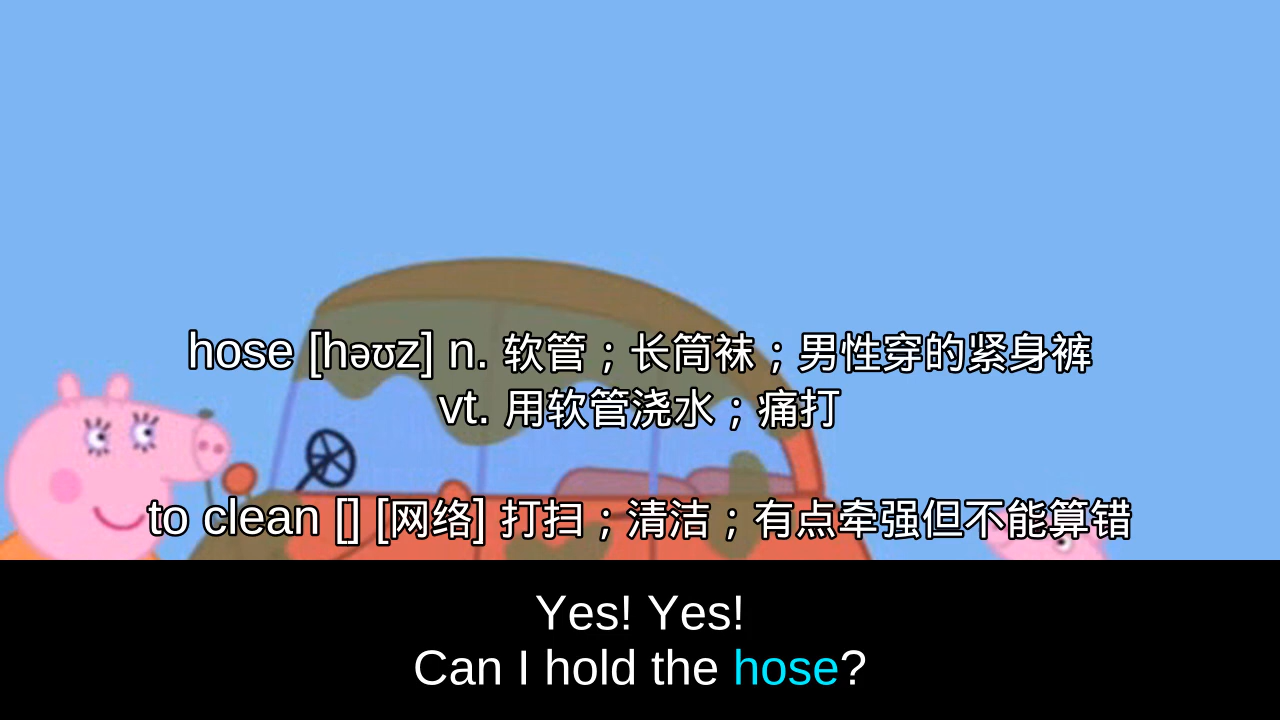 hose [həʊz] n. 软管；长筒袜；男性穿的紧身裤
vt. 用软管浇水；痛打
to clean [] [网络] 打扫；清洁；有点牵强但不能算错
Yes! Yes!
Can I hold the hose?